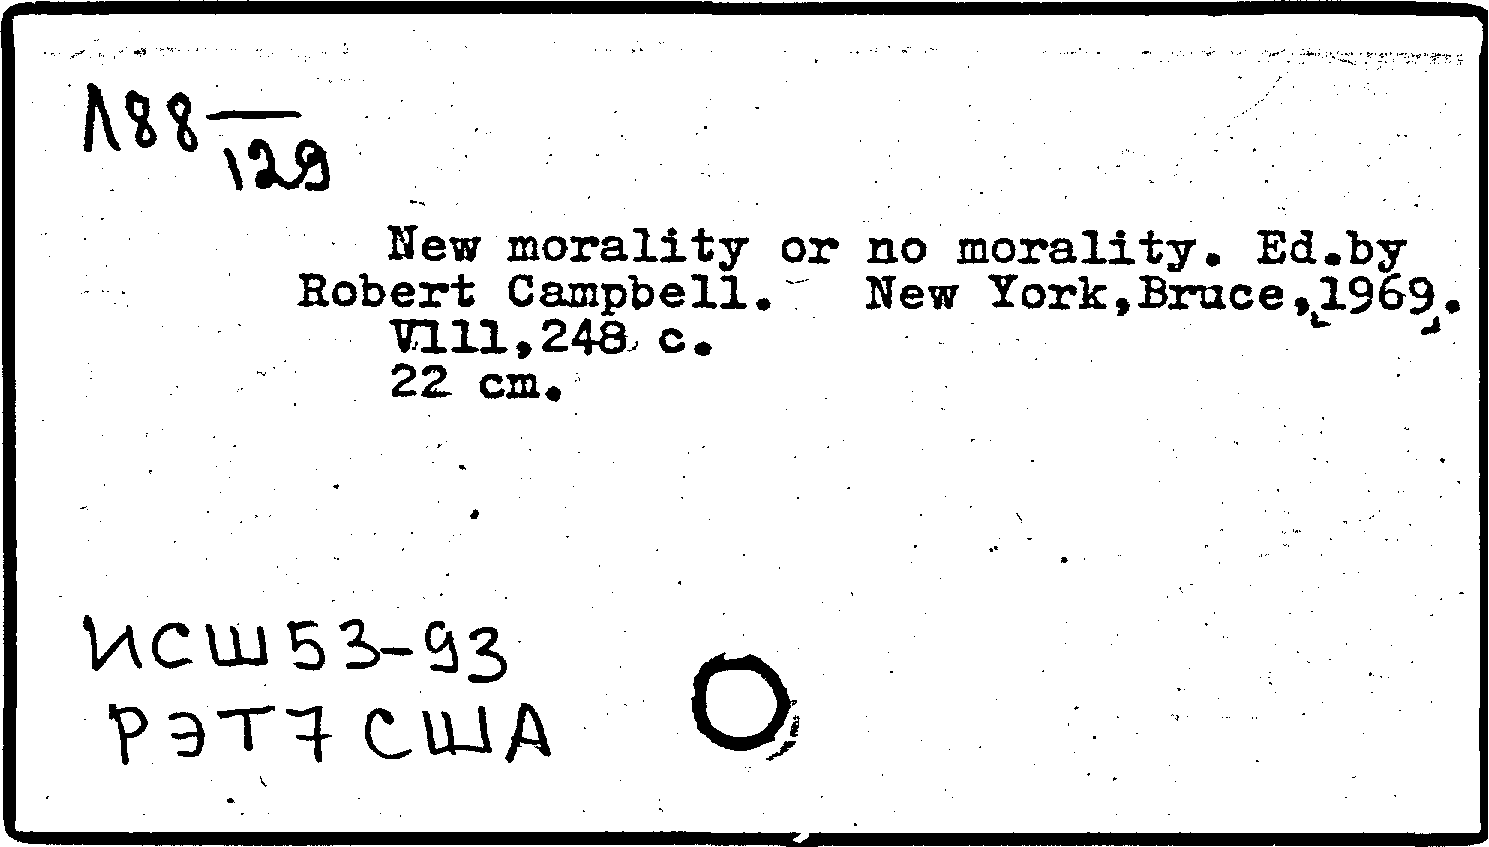 Л88—
129
New morality or no morality. Ed.by
Robert Campbell. New York,Bruce,[1969].
V111,248 c.
22 cm.
ИСШ53-93
РЭТ7США